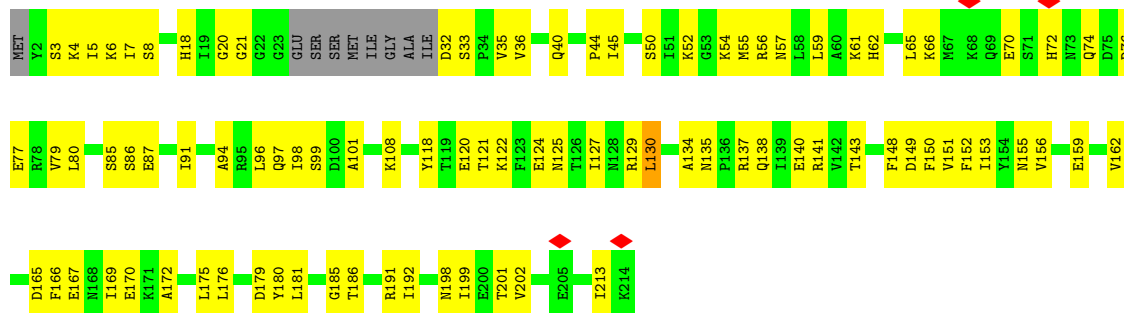 MET Y2 S3 K4 I5 K6 I7 S8 H18 I19 G20 G21 G22 G23 GLU SER SER MET ILE GLY ALA ILE D32 S33 P34 V35 V36 Q40 P44 I45 S50 I51 K52 G53 K54 M55 R56 N57 L58 L59 A60 K61 H62 L65 K66 M67 K68 Q69 E70 S71 H72 N73 Q74 D75
E77 R78 V79 L80 S85 S86 E87 I91 A94 R95 L96 Q97 I98 S99 D100 A101 K108 Y118 T119 E120 T121 K122 F123 E124 N125 T126 I127 N128 R129 L130 A134 N135 P136 R137 Q138 I139 E140 R141 V142 T143 F148 D149 F150 V151 F152 I153 Y154 N155 V156 E159 V162
D165 F166 E167 N168 I169 E170 K171 A172 L175 L176 D179 Y180 L181 G185 T186 R191 I192 N198 I199 E200 T201 V202 E205 I213 K214